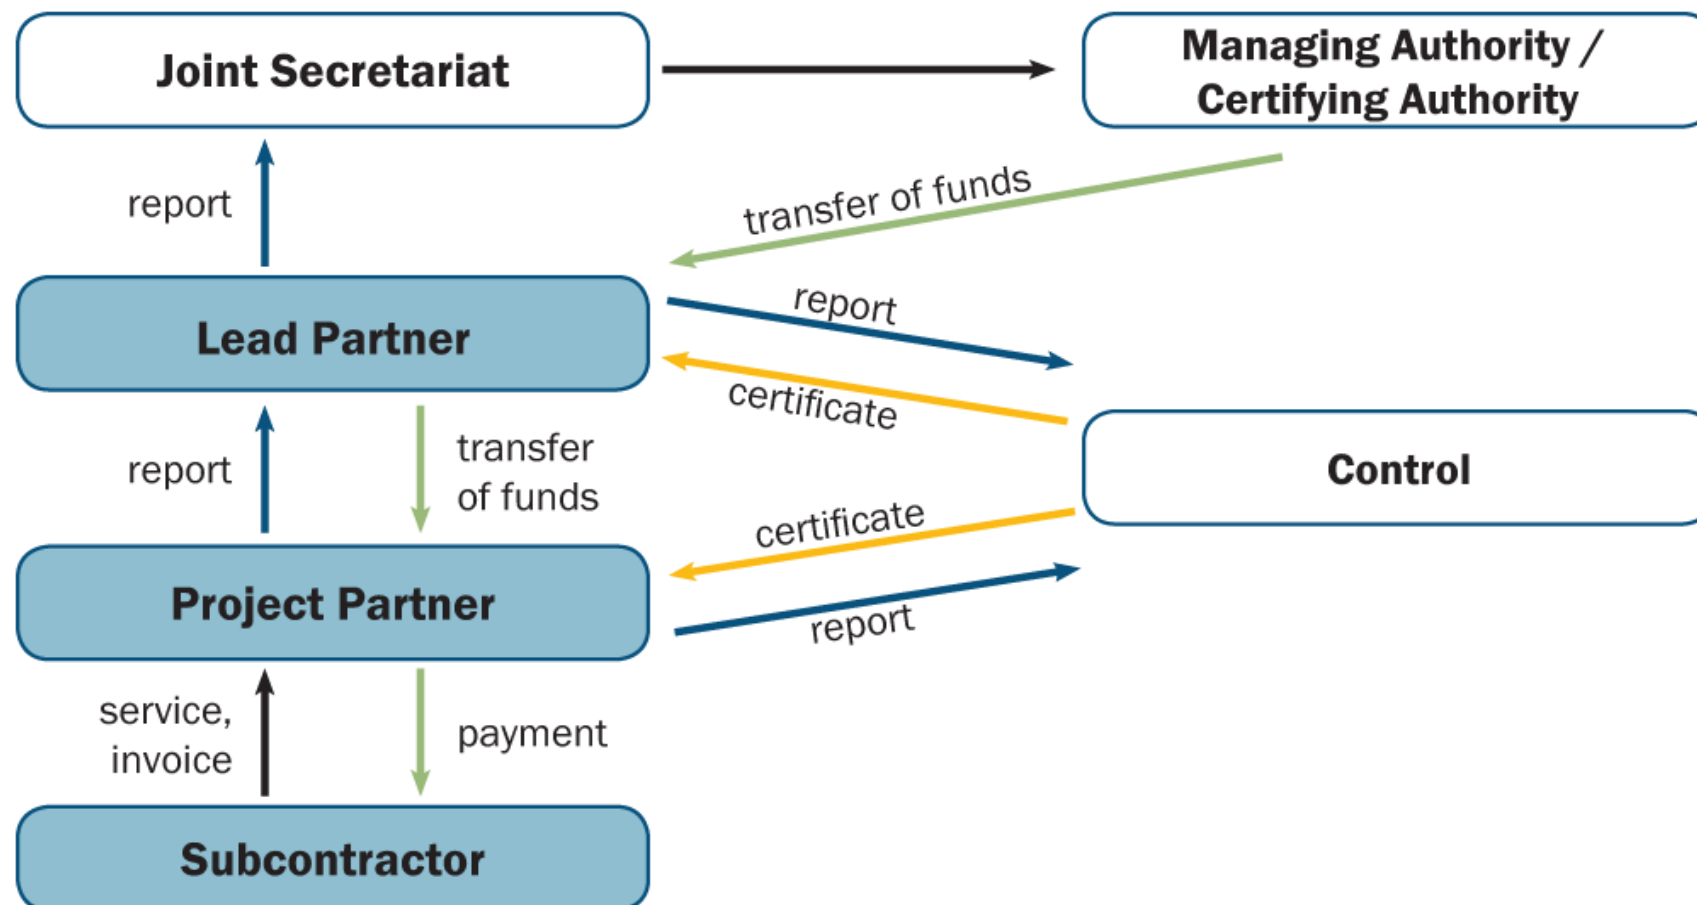 Joint Secretariat
Managing Authority /
Certifying Authority
report
transfer of funds
Lead Partner
report
certificate
report
transfer
of funds
Control
certificate
Project Partner
report
service,
invoice
payment
Subcontractor